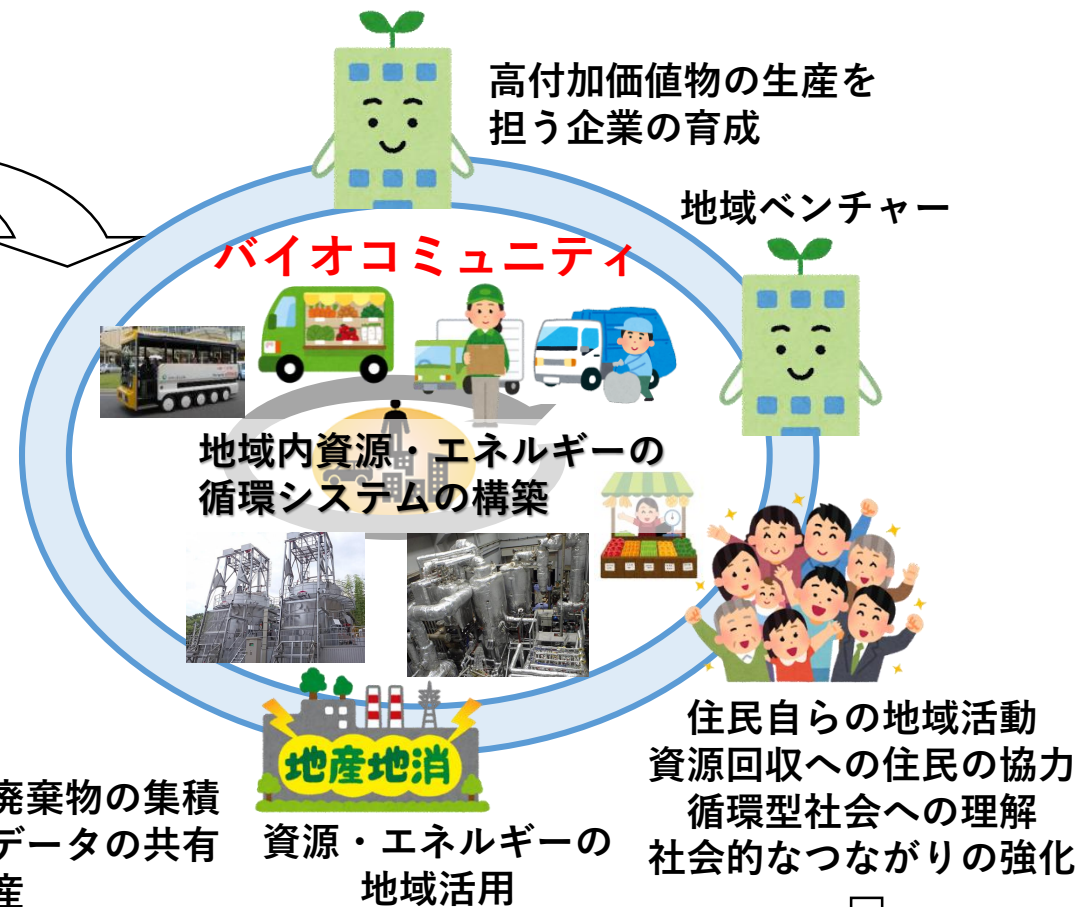 高付加価値物の生産を
担う企業の育成
地域ベンチャー
バイオコミュニティ
地域内資源・エネルギーの
循環システムの構築
地産地消
住民自らの地域活動
資源回収への住民の協力
循環型社会への理解
社会的なつながりの強化
廃棄物の集積
データの共有
産
資源・エネルギーの
地域活用